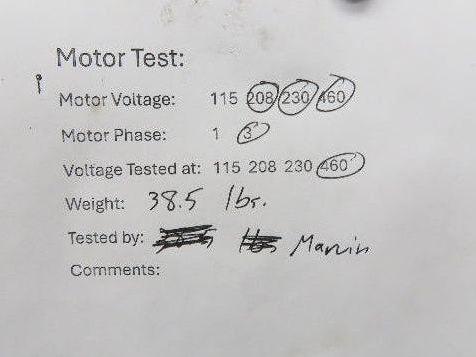 Motor Test:
Motor Voltage: 115 208 230 460
Motor Phase: 1 3
Voltage Tested at: 115 208 230 460
Weight: 38.5 lbs.
Tested by: Marvin
Comments: